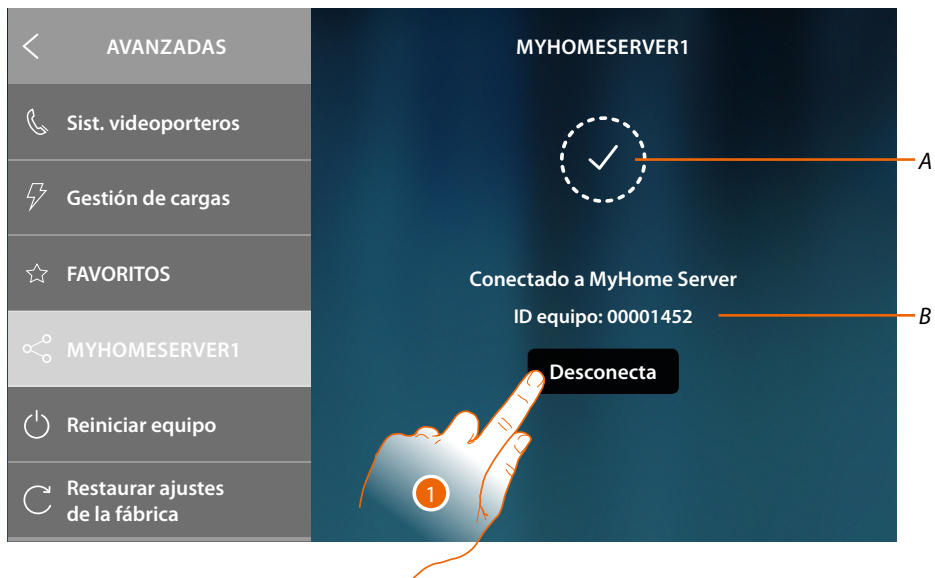 AVANZADAS
Sist. videoporteros
Gestión de cargas
FAVORITOS
MYHOMESERVER1
Reiniciar equipo
Restaurar ajustes
de la fábrica
MYHOMESERVER1
A
Conectado a MyHome Server
ID equipo: 00001452
B
Desconecta
1